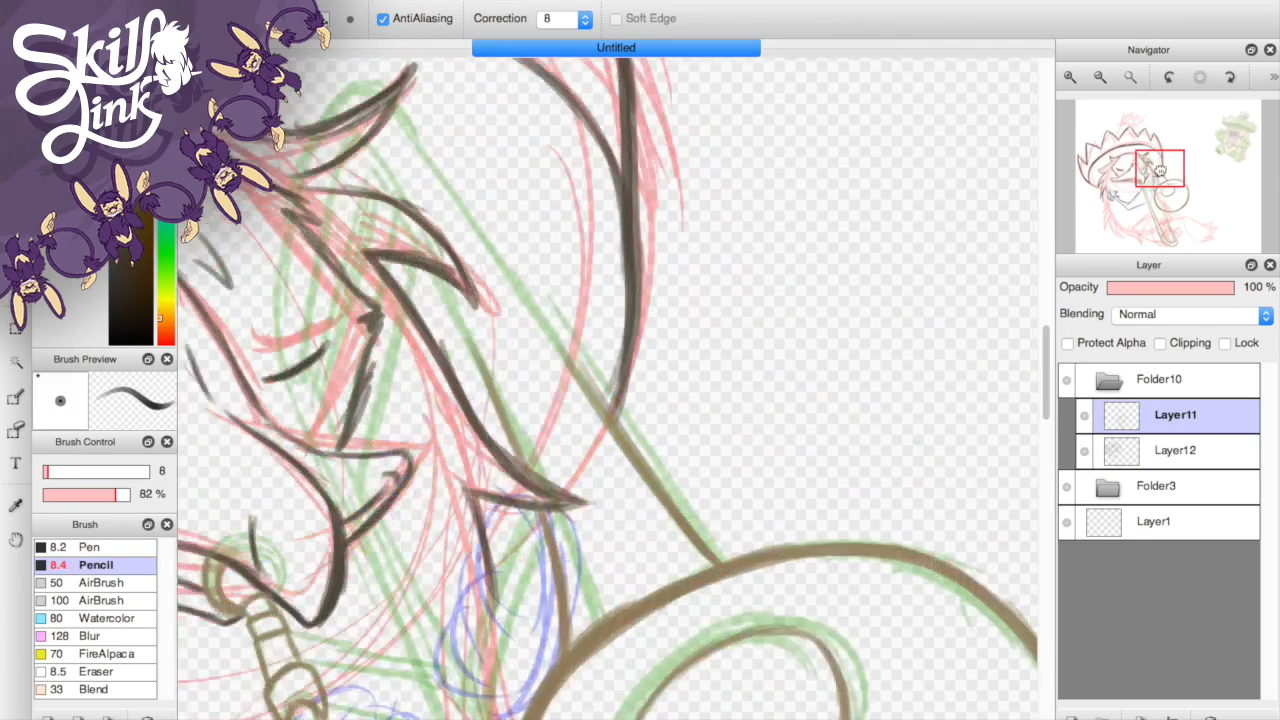 Skill
Link
AntiAliasing
Correction
8
Soft Edge
Untitled
Navigator
Layer
Opacity
100 %
Blending
Normal
Protect Alpha
Clipping
Lock
Folder10
Layer11
Layer12
Folder3
Layer1
Brush Preview
Brush Control
8
82 %
Brush
8.2 Pen
8.4 Pencil
50 AirBrush
100 AirBrush
80 Watercolor
128 Blur
70 FireAlpaca
8.5 Eraser
33 Blend
T